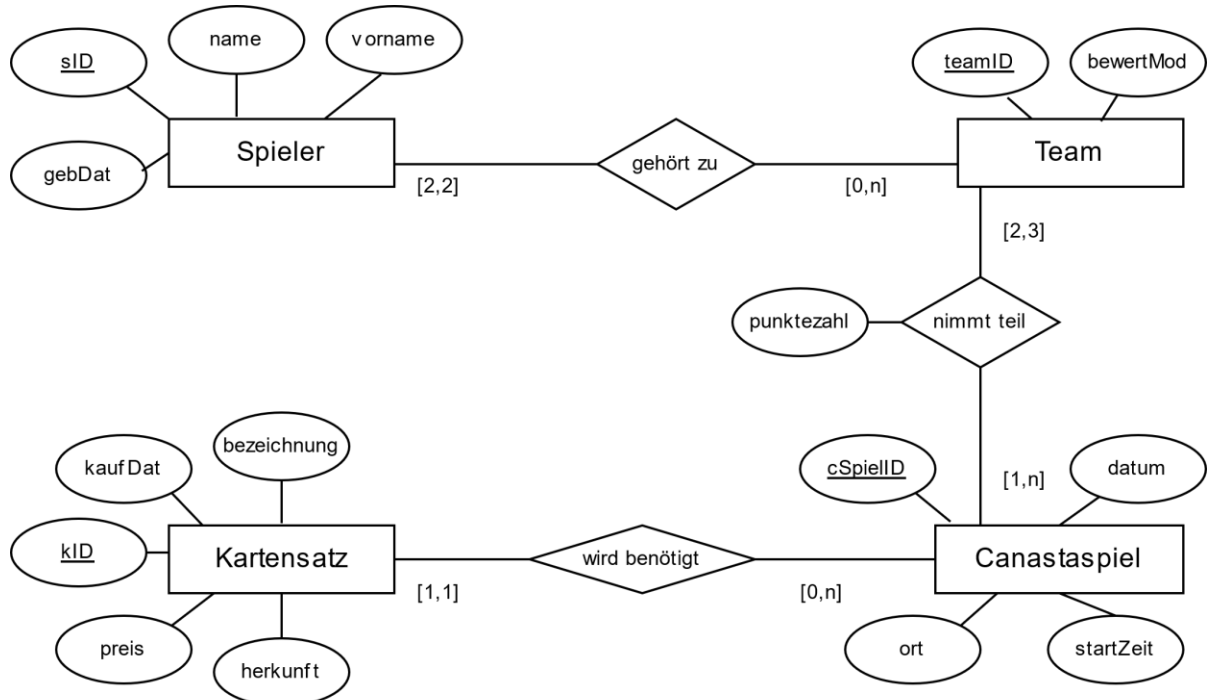 name
vorname
sID
gebDat
Spieler
[2,2]
gehört zu
[0,n]
teamID
bewertMod
Team
[2,3]
punktezahl
nimmt teil
[1,n]
kaufDat
bezeichnung
kID
Kartensatz
preis
herkunft
[1,1]
wird benötigt
[0,n]
cSpielID
datum
Canastaspiel
ort
startZeit